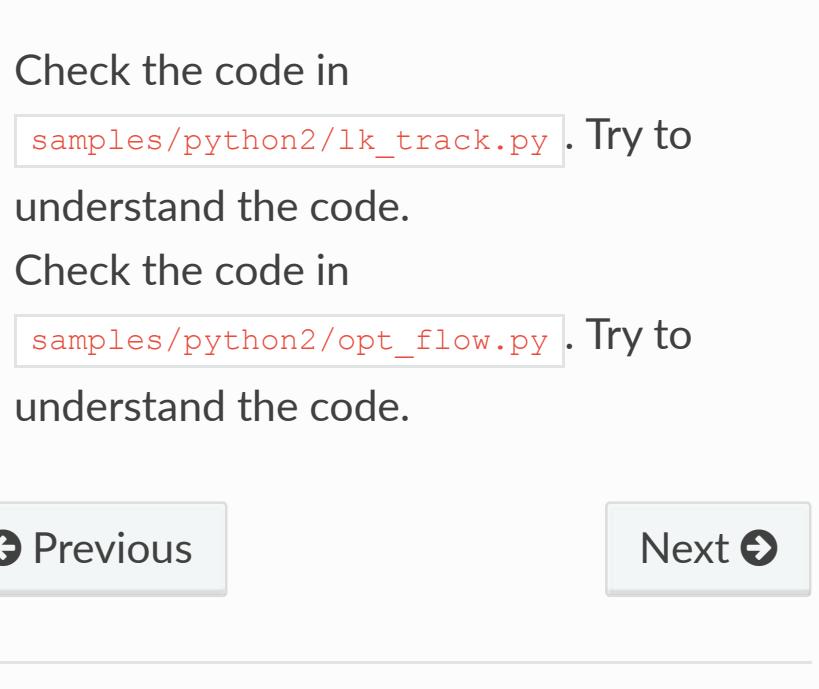 Check the code in
samples/python2/lk_track.py. Try to
understand the code.
Check the code in
samples/python2/opt_flow.py. Try to
understand the code.
Previous
Next